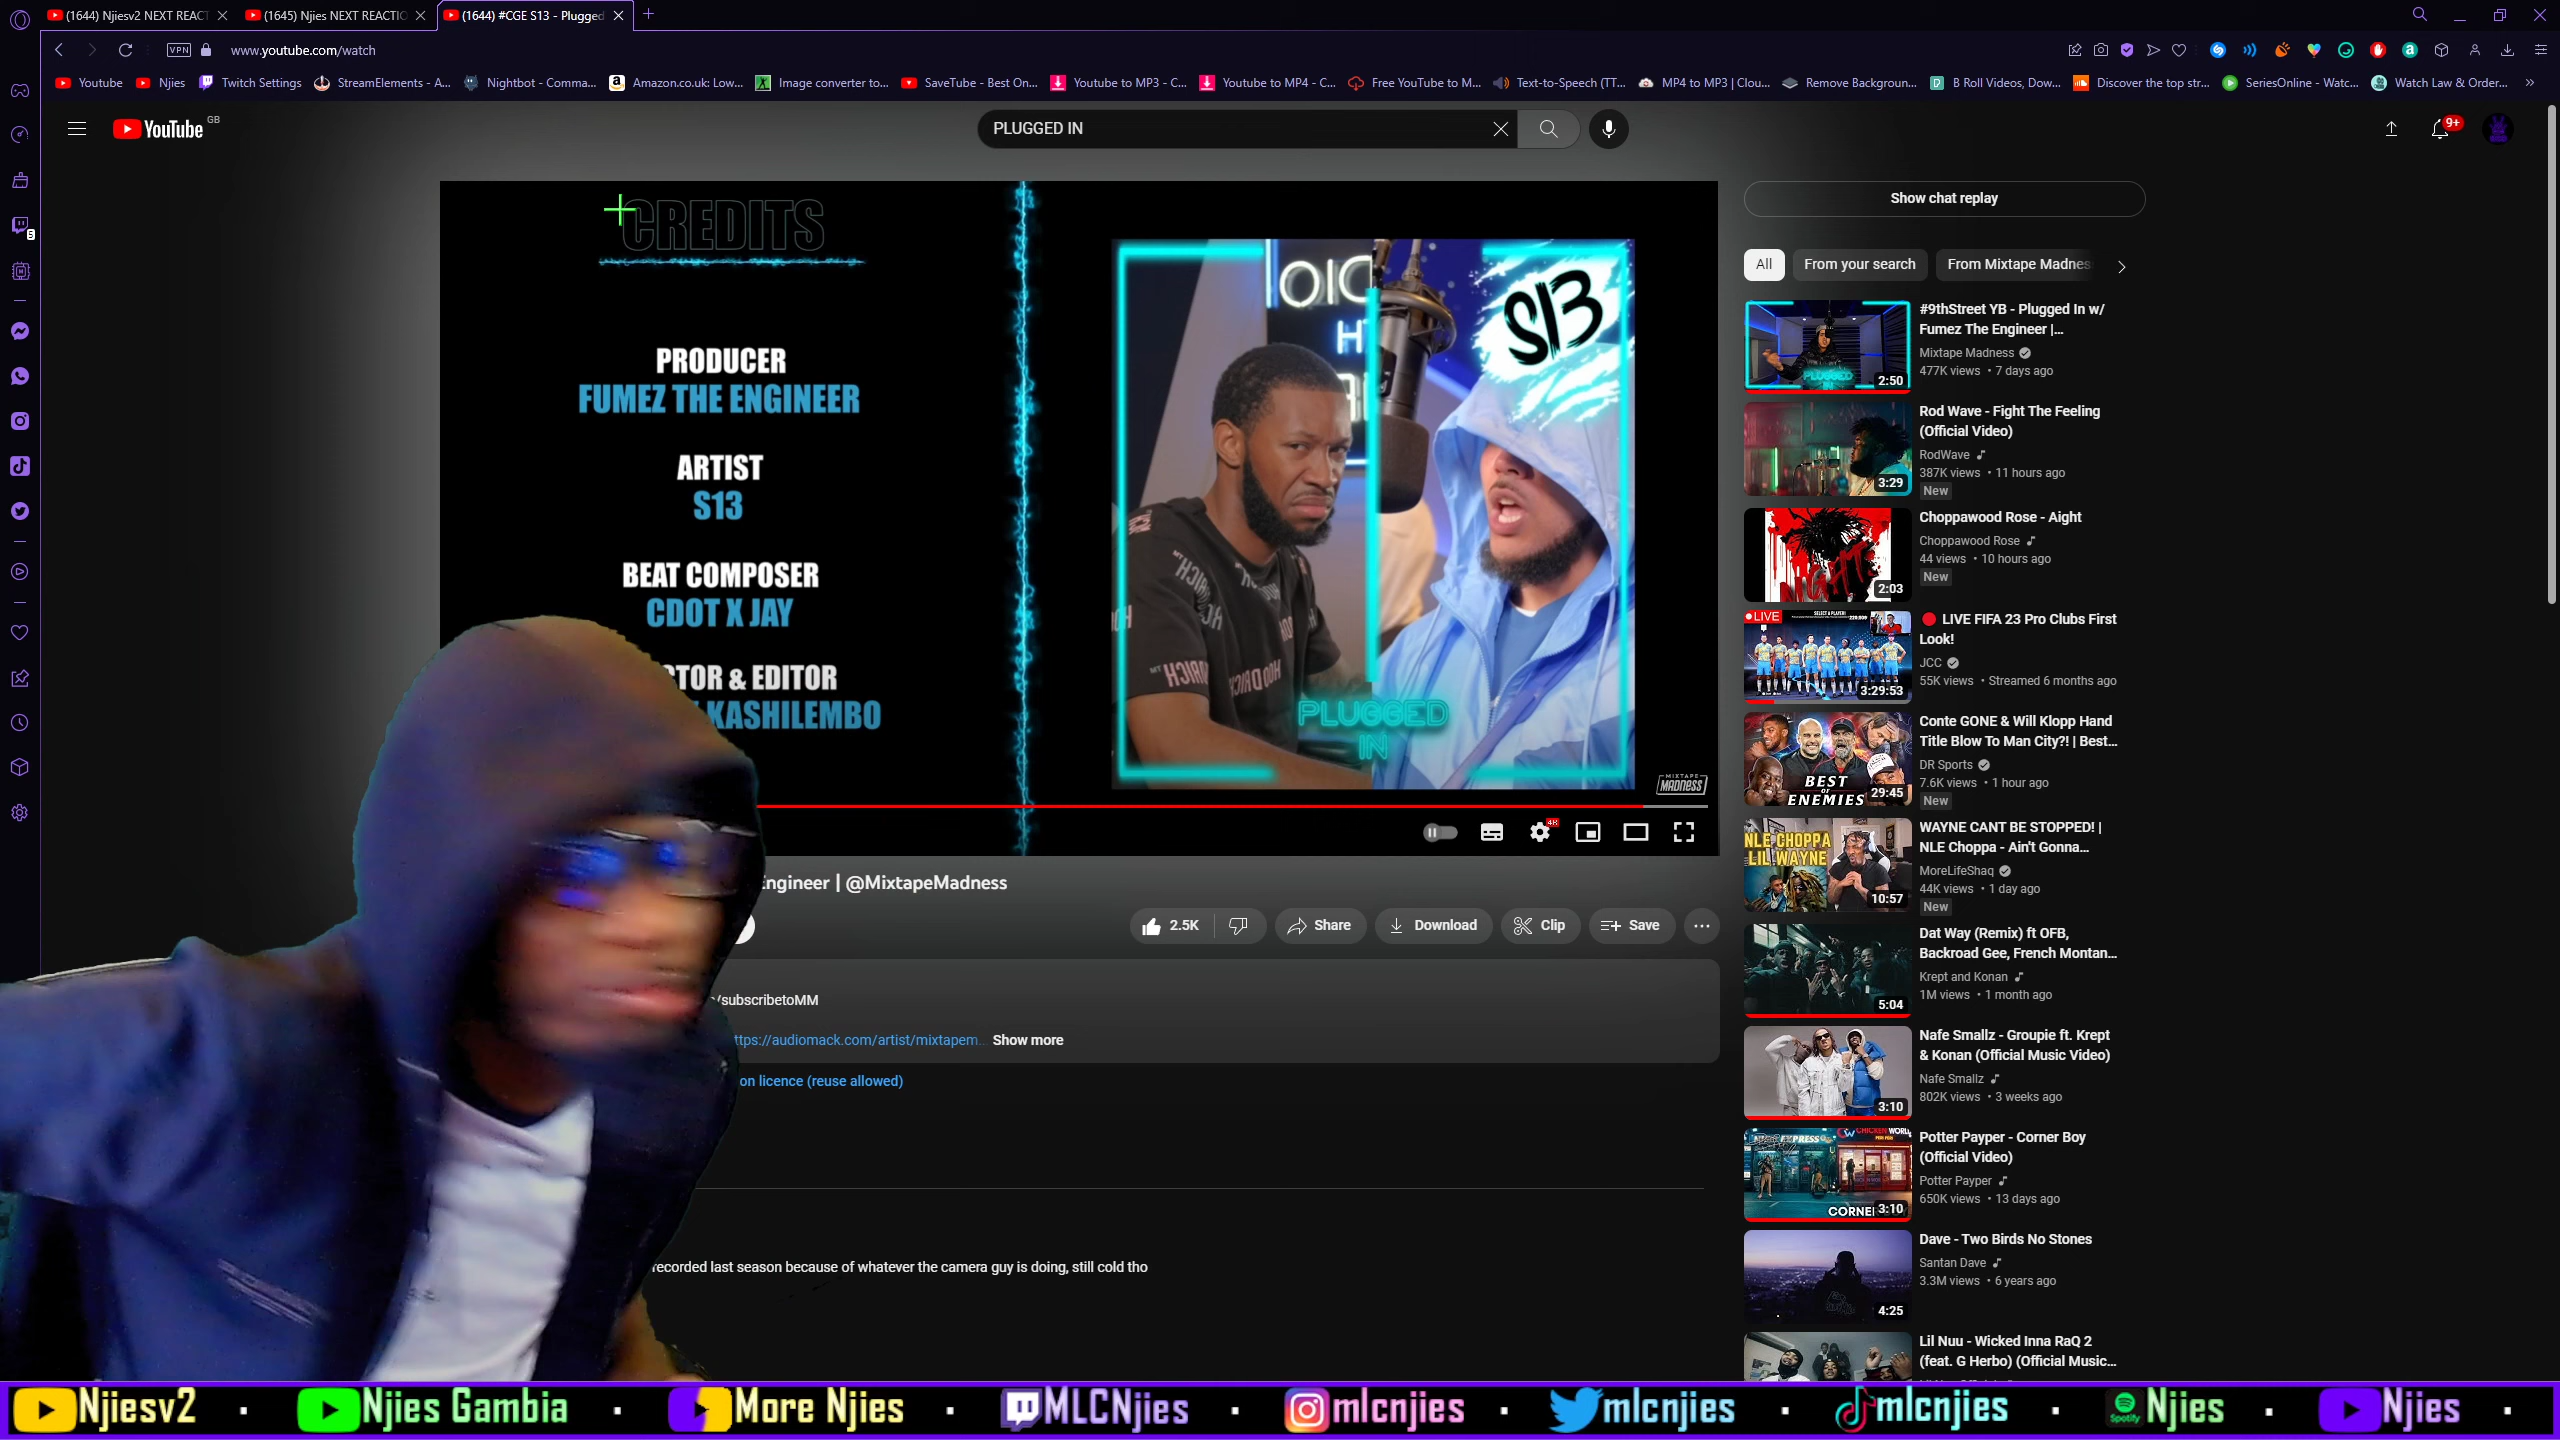 (1644) Njiesv2 NEXT REACT
(1645) Njies NEXT REACTIO
(1644) #CGE S13 - Plugged
VPN
www.youtube.com/watch
Youtube
Njies
Twitch Settings
StreamElements - A...
Nightbot - Comma...
Amazon.co.uk: Low...
Image converter to...
SaveTube - Best On...
Youtube to MP3 - C...
Youtube to MP4 - C...
Free YouTube to M...
Text-to-Speech (TT...
MP4 to MP3 | Clou...
Remove Backgroun...
B Roll Videos, Dow...
Discover the top str...
SeriesOnline - Watc...
Watch Law & Order...
YouTube GB
PLUGGED IN
9+
5
CREDITS
PRODUCER
FUMEZ THE ENGINEER
ARTIST
S13
BEAT COMPOSER
CDOT X JAY
TOR & EDITOR
KASHILEMBO
S13
PLUGGED
IN
MIXTAPE
MADNESS
4K
Engineer | @MixtapeMadness
2.5K
Share
Download
Clip
Save
/subscribetoMM
ttps://audiomack.com/artist/mixtapem...
Show more
on licence (reuse allowed)
recorded last season because of whatever the camera guy is doing, still cold tho
Show chat replay
All
From your search
From Mixtape Madnes
#9thStreet YB - Plugged In w/
Fumez The Engineer |...
Mixtape Madness
477K views • 7 days ago
PLUGGED
2:50
Rod Wave - Fight The Feeling
(Official Video)
RodWave
387K views • 11 hours ago
New
3:29
Choppawood Rose - Aight
Choppawood Rose
44 views • 10 hours ago
New
2:03
LIVE FIFA 23 Pro Clubs First
Look!
JCC
55K views • Streamed 6 months ago
LIVE
SELECT A PLAYER!
3:29:53
Conte GONE & Will Klopp Hand
Title Blow To Man City?! | Best...
DR Sports
7.6K views • 1 hour ago
New
BEST
OF
ENEMIES
29:45
WAYNE CANT BE STOPPED! |
NLE Choppa - Ain't Gonna...
MoreLifeShaq
44K views • 1 day ago
New
NLE CHOPPA
LIL WAYNE
10:57
Dat Way (Remix) ft OFB,
Backroad Gee, French Montan...
Krept and Konan
1M views • 1 month ago
5:04
Nafe Smallz - Groupie ft. Krept
& Konan (Official Music Video)
Nafe Smallz
802K views • 3 weeks ago
3:10
Potter Payper - Corner Boy
(Official Video)
Potter Payper
650K views • 13 days ago
3:10
Dave - Two Birds No Stones
Santan Dave
3.3M views • 6 years ago
4:25
Lil Nuu - Wicked Inna RaQ 2
(feat. G Herbo) (Official Music...
Njiesv2
Njies Gambia
More Njies
MLCNjies
mlcnjies
mlcnjies
mlcnjies
Spotify
Njies
Njies